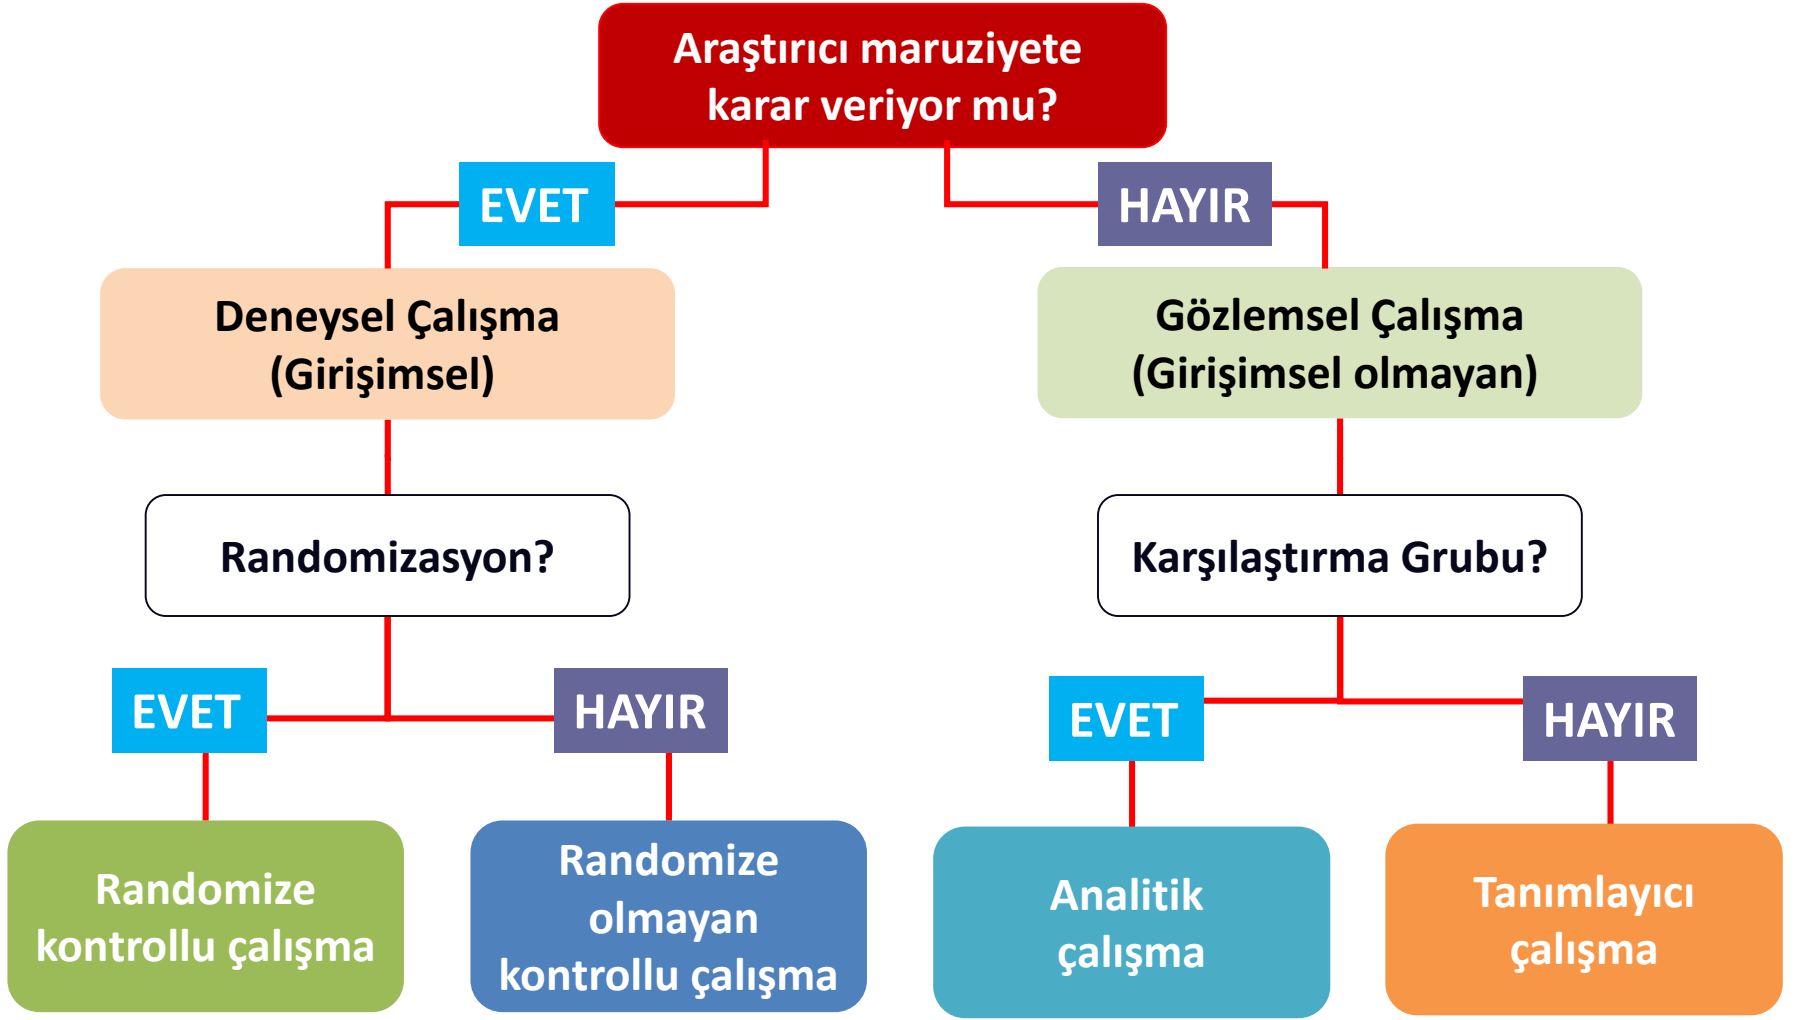 Araştırıcı maruziyete
karar veriyor mu?
EVET
HAYIR
Deneysel Çalışma
(Girişimsel)
Gözlemsel Çalışma
(Girişimsel olmayan)
Randomizasyon?
Karşılaştırma Grubu?
EVET
HAYIR
EVET
HAYIR
Randomize
kontrollu çalışma
Randomize
olmayan
kontrollu çalışma
Analitik
çalışma
Tanımlayıcı
çalışma